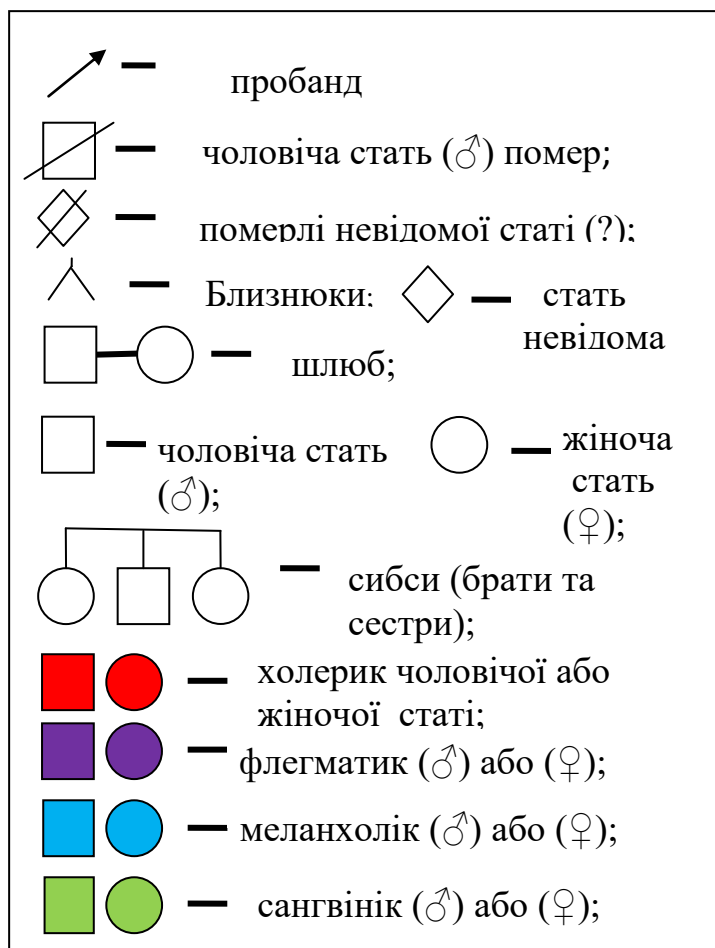 пробанд
чоловіча стать (♂) помер;
померлі невідомої статі (?);
Близнюки; стать
невідома
шлюб;
чоловіча стать
(♂);
жіноча
стать
(♀);
сибси (брати та
сестри);
холерик чоловічої або
жіночої статі;
флегматик (♂) або (♀);
меланхолік (♂) або (♀);
сангвінік (♂) або (♀);